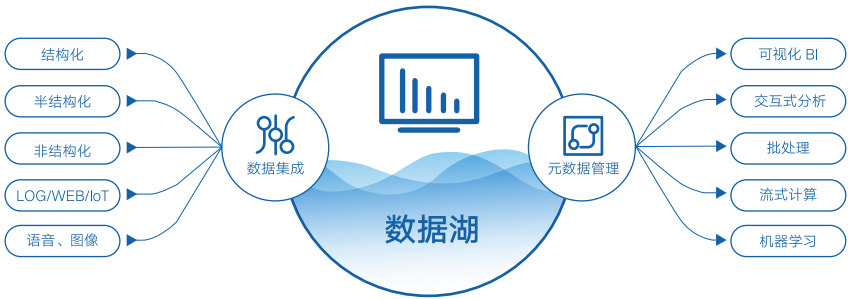 结构化
半结构化
非结构化
LOG/WEB/IoT
语音、图像
数据集成
数据湖
元数据管理
可视化 BI
交互式分析
批处理
流式计算
机器学习